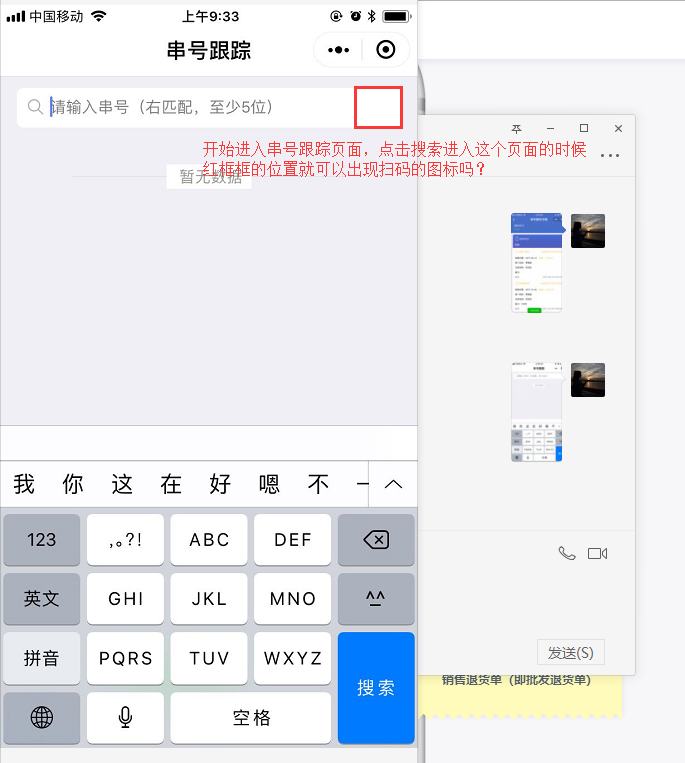 中国移动
上午9:33
串号跟踪
请输入串号（右匹配，至少5位）
开始进入串号跟踪页面，点击搜索进入这个页面的时候
红框框的位置就可以出现扫码的图标吗？
暂无数据
我 你 这 在 好 嗯 不 一
123 ,。?! ABC DEF
英文 GHI JKL MNO ^^
拼音 PQRS TUV WXYZ
搜索
空格
发送(S)
销售退货单（即批发退货单）